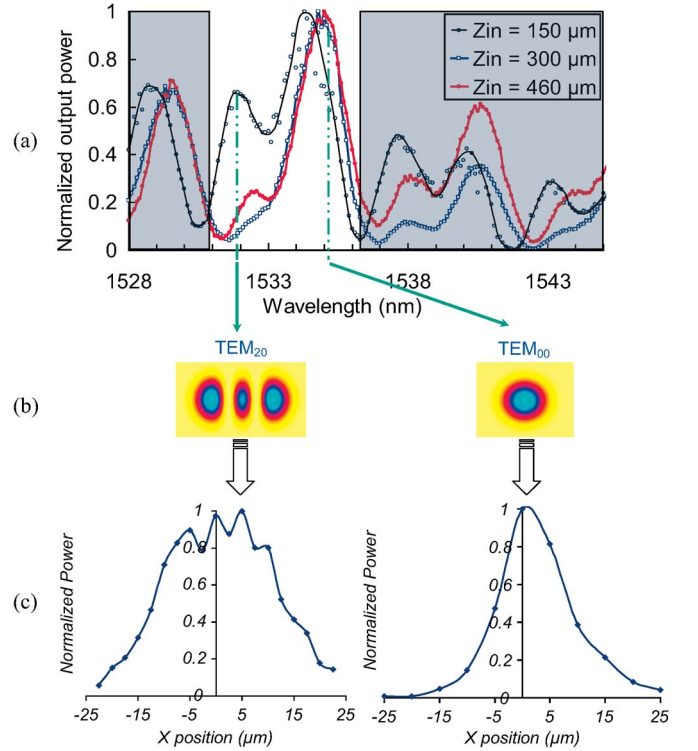 (a)
Normalized output power
1
0.8
0.6
0.4
0.2
0
Zin = 150 µm
Zin = 300 µm
Zin = 460 µm
1528
1533
1538
1543
Wavelength (nm)
TEM20
TEM00
(b)
(c)
Normalized Power
1
0.8
0.6
0.4
0.2
0
-25
-15
-5
5
15
25
X position (µm)
Normalized Power
1
0.8
0.6
0.4
0.2
0
-25
-15
-5
5
15
25
X position (µm)